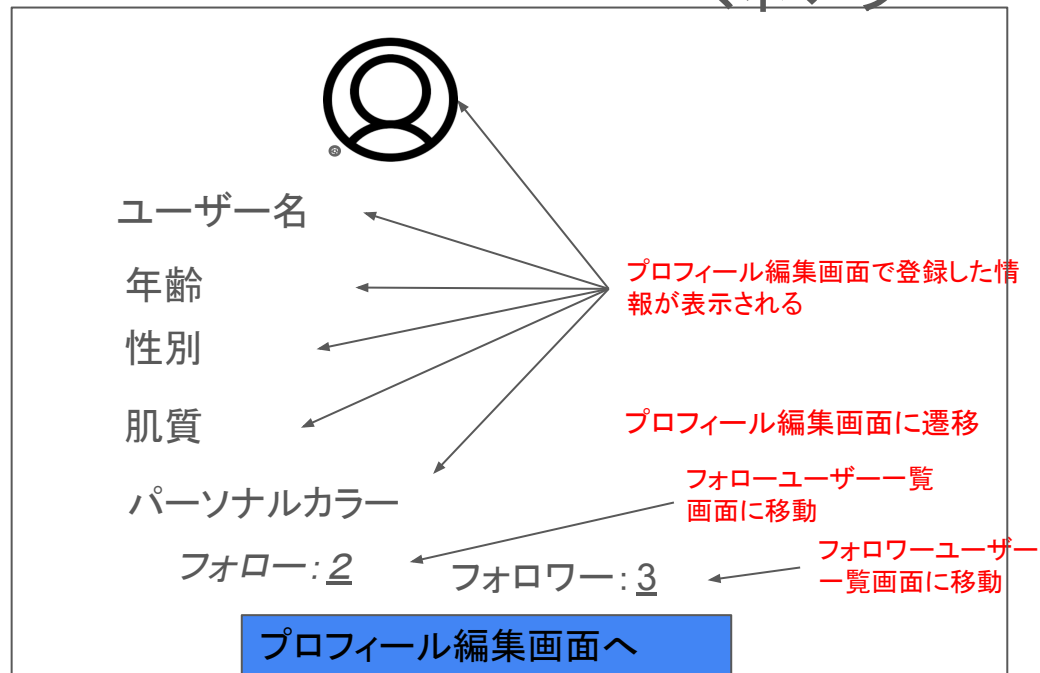 ユーザー名
年齢
性別
肌質
パーソナルカラー
フォロー: 2
フォロワー: 3
プロフィール編集画面へ
プロフィール編集画面で登録した情
報が表示される
プロフィール編集画面に遷移
フォローユーザー一覧
画面に移動
フォロワーユーザー
一覧画面に移動